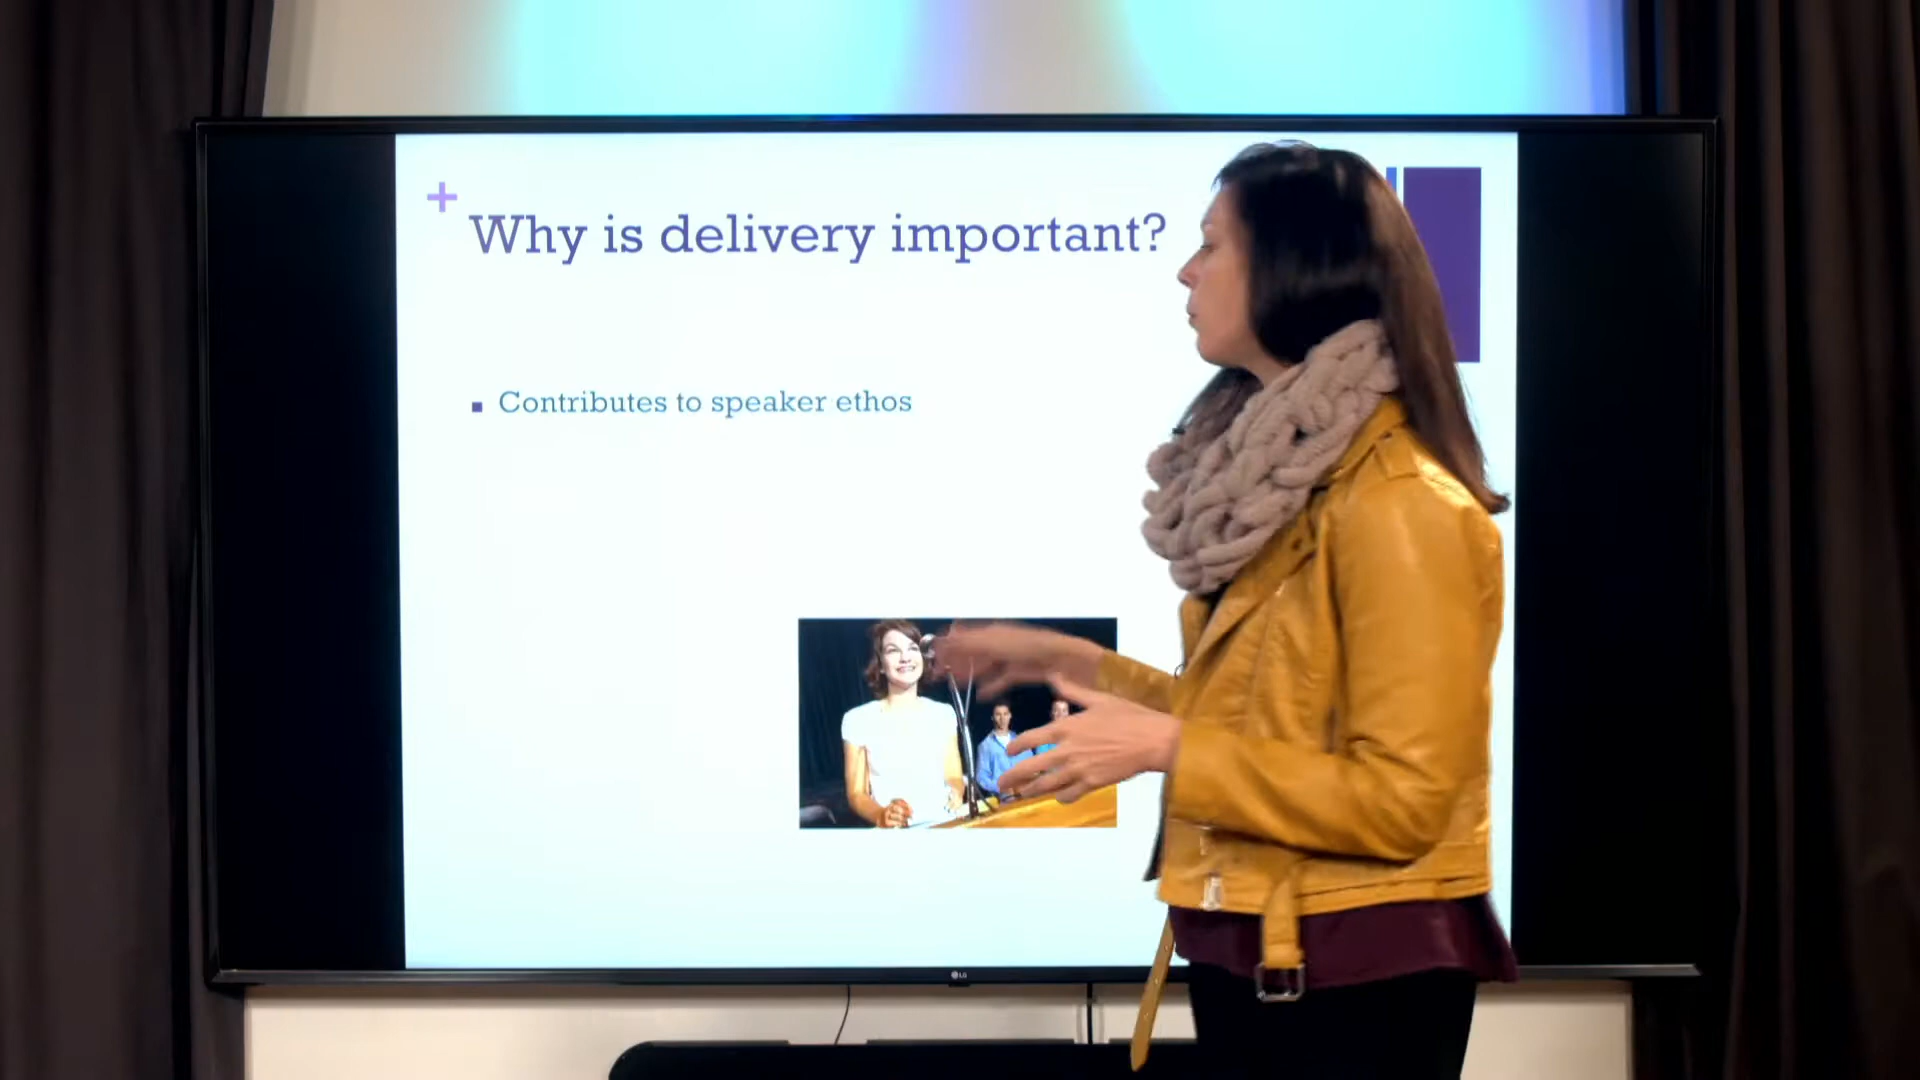 +
Why is delivery important?
Contributes to speaker ethos
LG